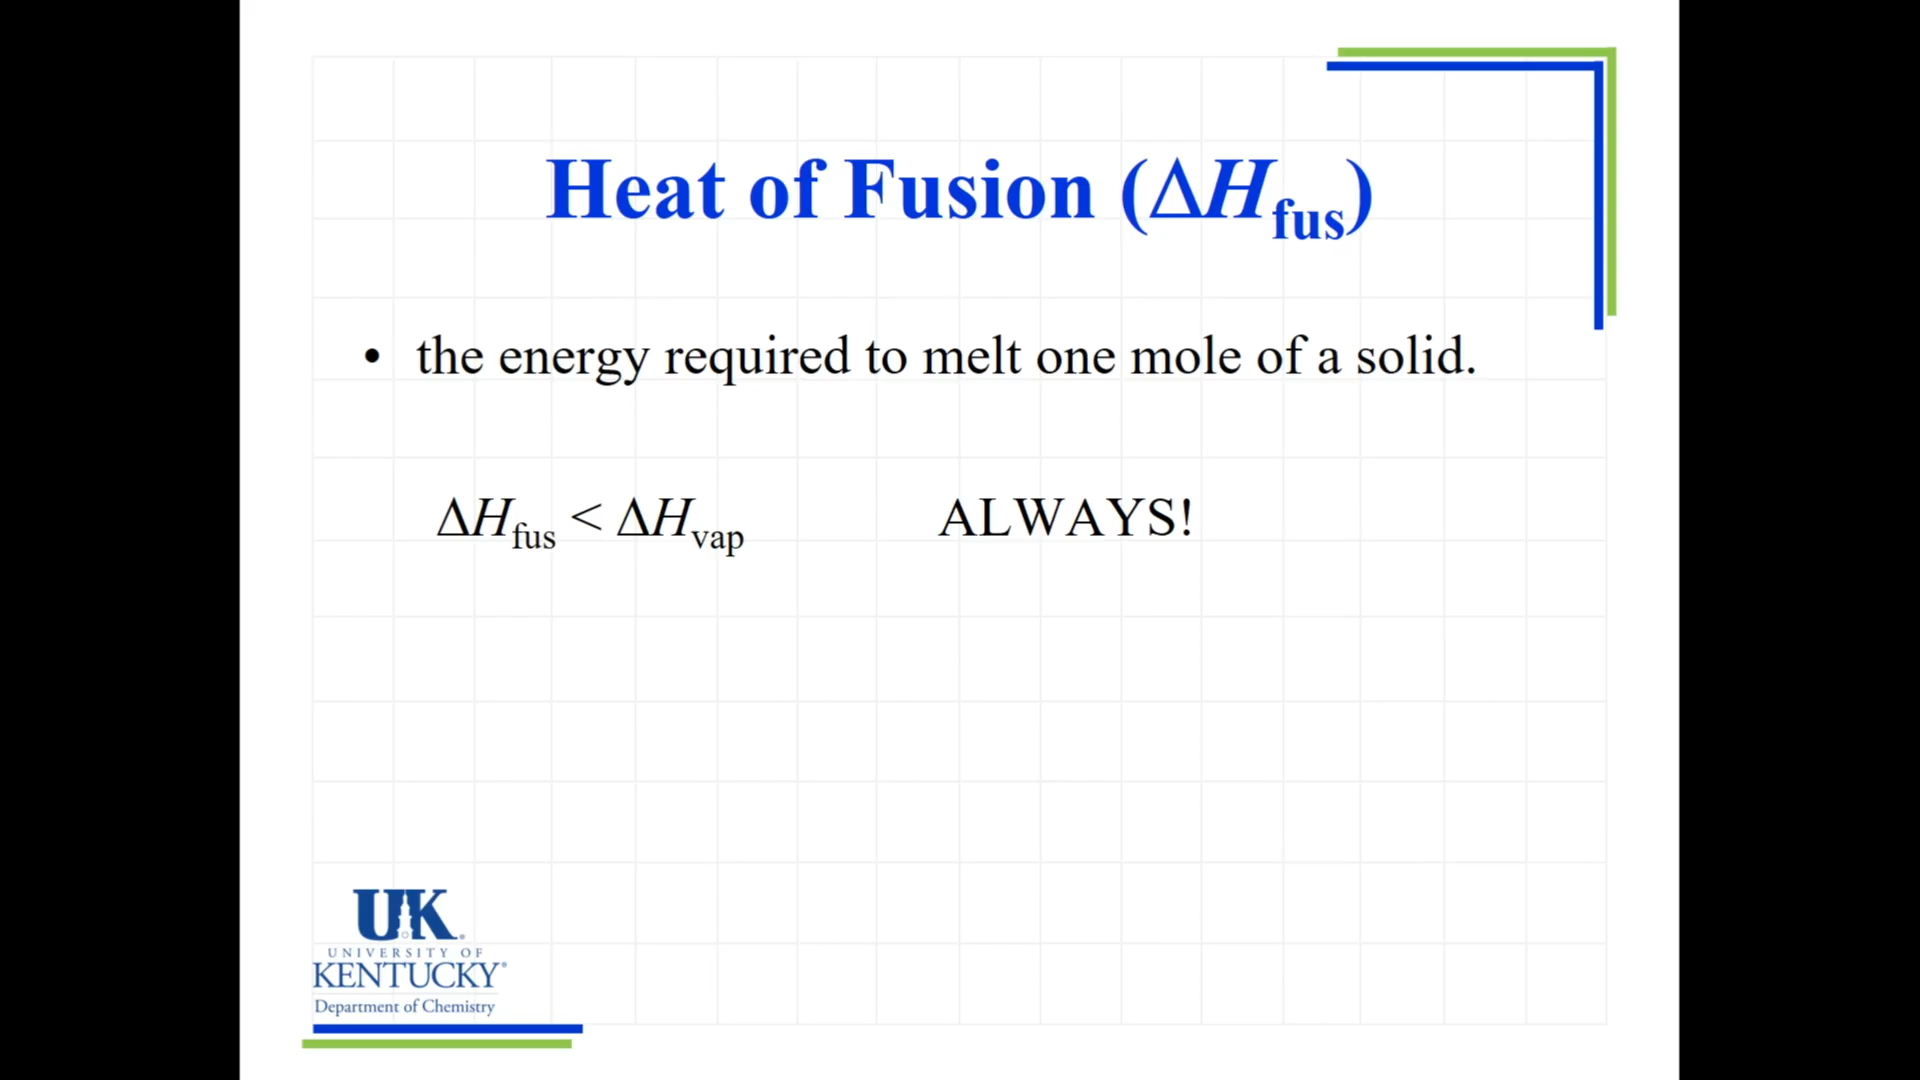 Heat of Fusion (ΔHfus)
• the energy required to melt one mole of a solid.
ΔHfus < ΔHvap ALWAYS!
UK®
UNIVERSITY OF
KENTUCKY®
Department of Chemistry